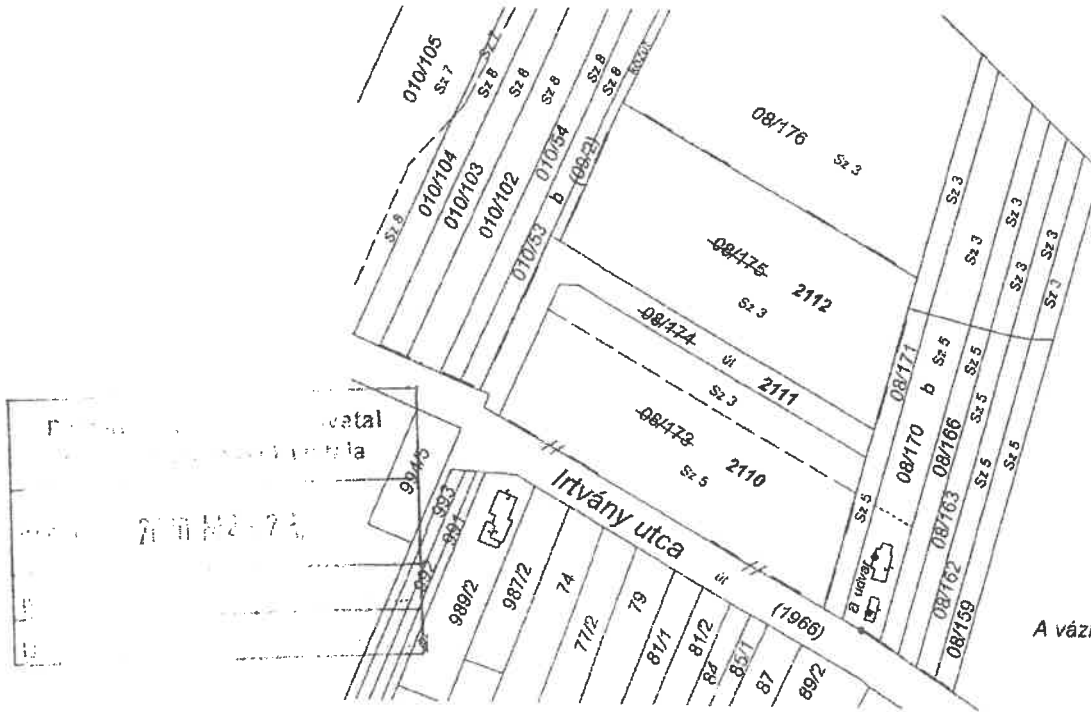 010/105
Sz 7
Sz 7
Sz 8
Sz 8
Sz 8
Sz 8
Sz 8
Sz 8
010/104
010/103
010/102
010/54
010/53
b
(09/2)
08/176
Sz 3
08/175
2112
Sz 3
08/174
út
2111
Sz 3
08/173
2110
Sz 5
Sz 3
Sz 3
Sz 3
Sz 3
Sz 3
Sz 3
08/171
08/170
b
Sz 5
08/166
Sz 5
Sz 5
Sz 5
Sz 5
08/163
08/162
08/159
a udvar
Irtvány utca
út
(1966)
994/5
993
991
992
989/2
987/2
74
77/2
79
81/1
81/2
84
85/1
87
89/2
A vázr